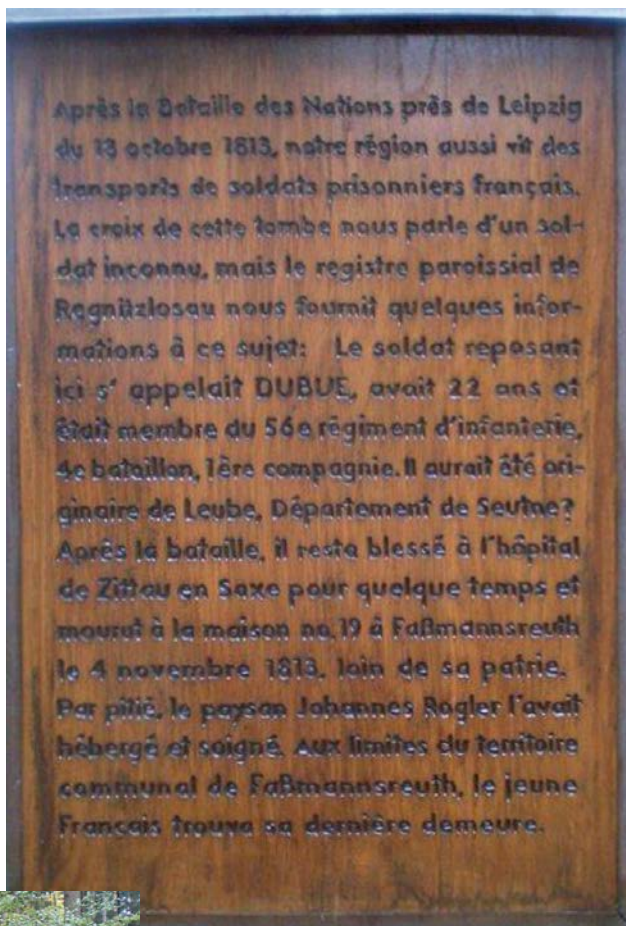 Après la Bataille des Nations près de Leipzig
du 13 octobre 1813, notre région aussi vit des
transports de soldats prisonniers français.
La croix de cette tombe nous parle d'un sol-
dat inconnu, mais le registre paroissial de
Regnitzlosau nous fournit quelques infor-
mations à ce sujet: Le soldat reposant
ici s' appelait DUBUE, avait 22 ans et
était membre du 56e régiment d'infanterie,
4e bataillon, 1ère compagnie. Il aurait été ori-
ginaire de Leube, Département de Seutne?
Après la bataille, il resta blessé à l'hôpital
de Zittau en Saxe pour quelque temps et
mourut à la maison no. 19 à Faßmannsreuth
le 4 novembre 1813, loin de sa patrie.
Par pitié, le paysan Johannes Rogler l'avait
hébergé et soigné. Aux limites du territoire
communal de Faßmannsreuth, le jeune
Français trouva sa dernière demeure.